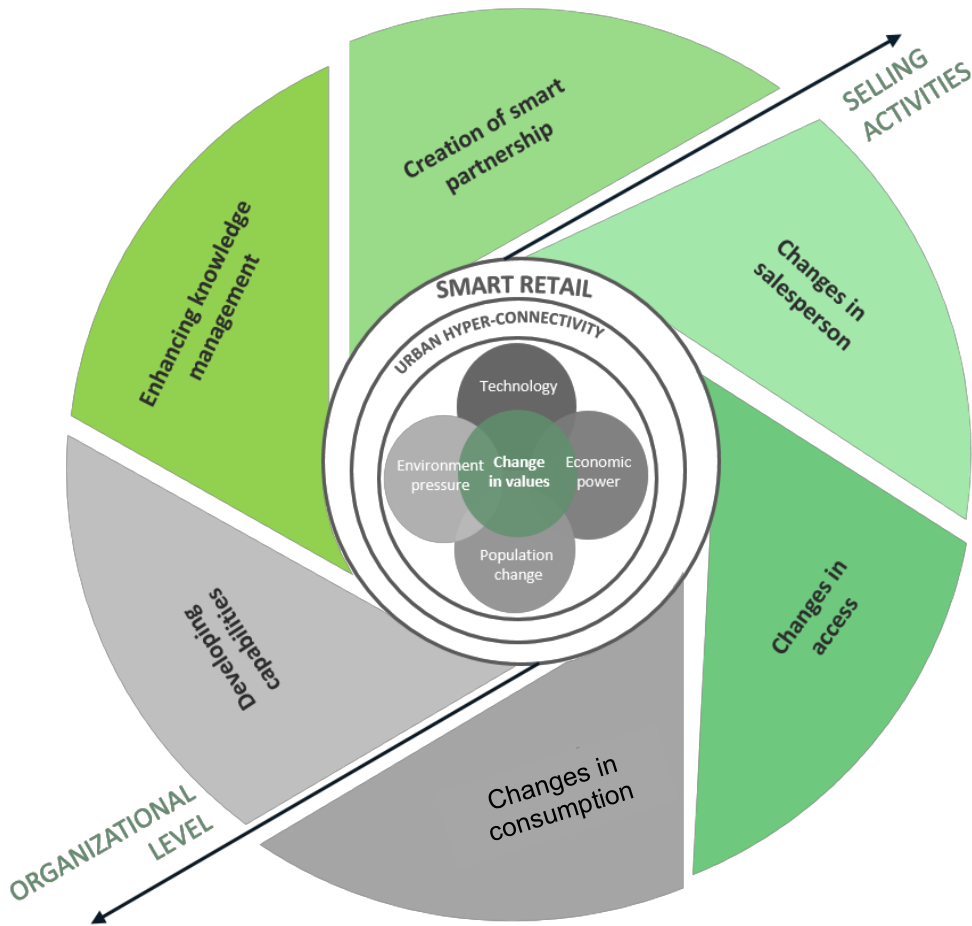 Creation of smart
partnership
SELLING
ACTIVITIES
Changes in
salesperson
Enhancing knowledge
management
SMART RETAIL
URBAN HYPER-CONNECTIVITY
Technology
Environment
pressure
Change
in values
Economic
power
Population
change
Changes in
access
Developing
capabilities
Changes in
consumption
ORGANIZATIONAL
LEVEL